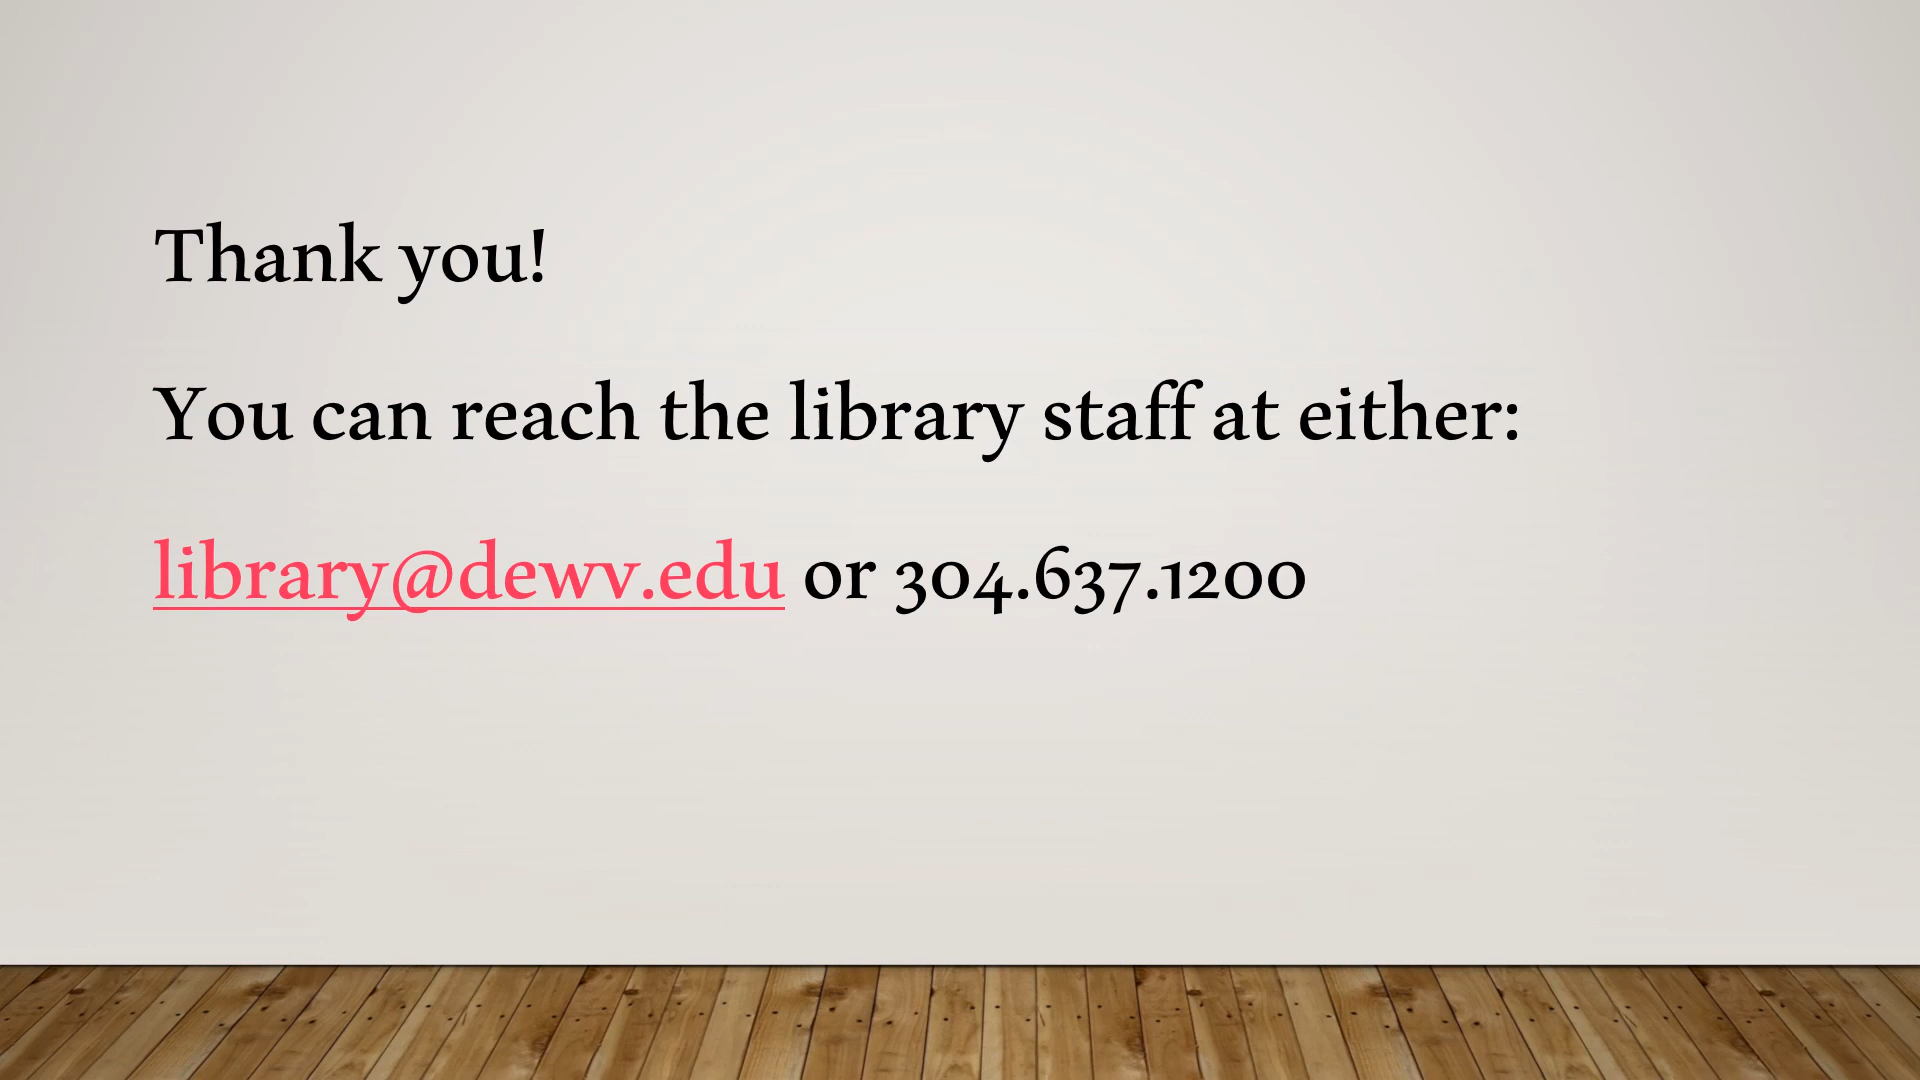 Thank you!
You can reach the library staff at either:
library@dewv.edu or 304.637.1200